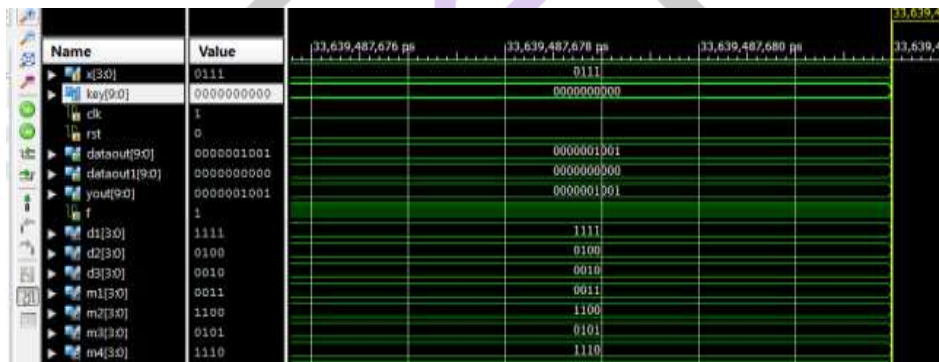 33,639,4
Name Value 33,639,487,676 ps 33,639,487,678 ps 33,639,487,680 ps 33,639,4
x[3:0] 0111 0111
key[9:0] 0000000000 0000000000
clk 1
rst 0
dataout[9:0] 0000001001 0000001001
dataout1[9:0] 0000000000 0000000000
yout[9:0] 0000001001 0000001001
f 1
d1[3:0] 1111 1111
d2[3:0] 0100 0100
d3[3:0] 0010 0010
m1[3:0] 0011 0011
m2[3:0] 1100 1100
m3[3:0] 0101 0101
m4[3:0] 1110 1110